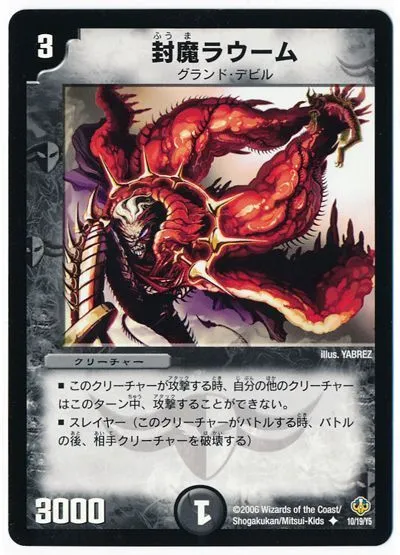 3
ふうま
封魔ラウーム
グランド・デビル
illus. YABREZ
クリーチャー
■ このクリーチャーが攻撃する時、自分の他のクリーチャー
はこのターン中、攻撃することができない。
■ スレイヤー（このクリーチャーがバトルする時、バトル
の後、相手クリーチャーを破壊する）
3000
1
©2006 Wizards of the Coast/
Shogakukan/Mitsui-Kids ✦ 10/19/Y5